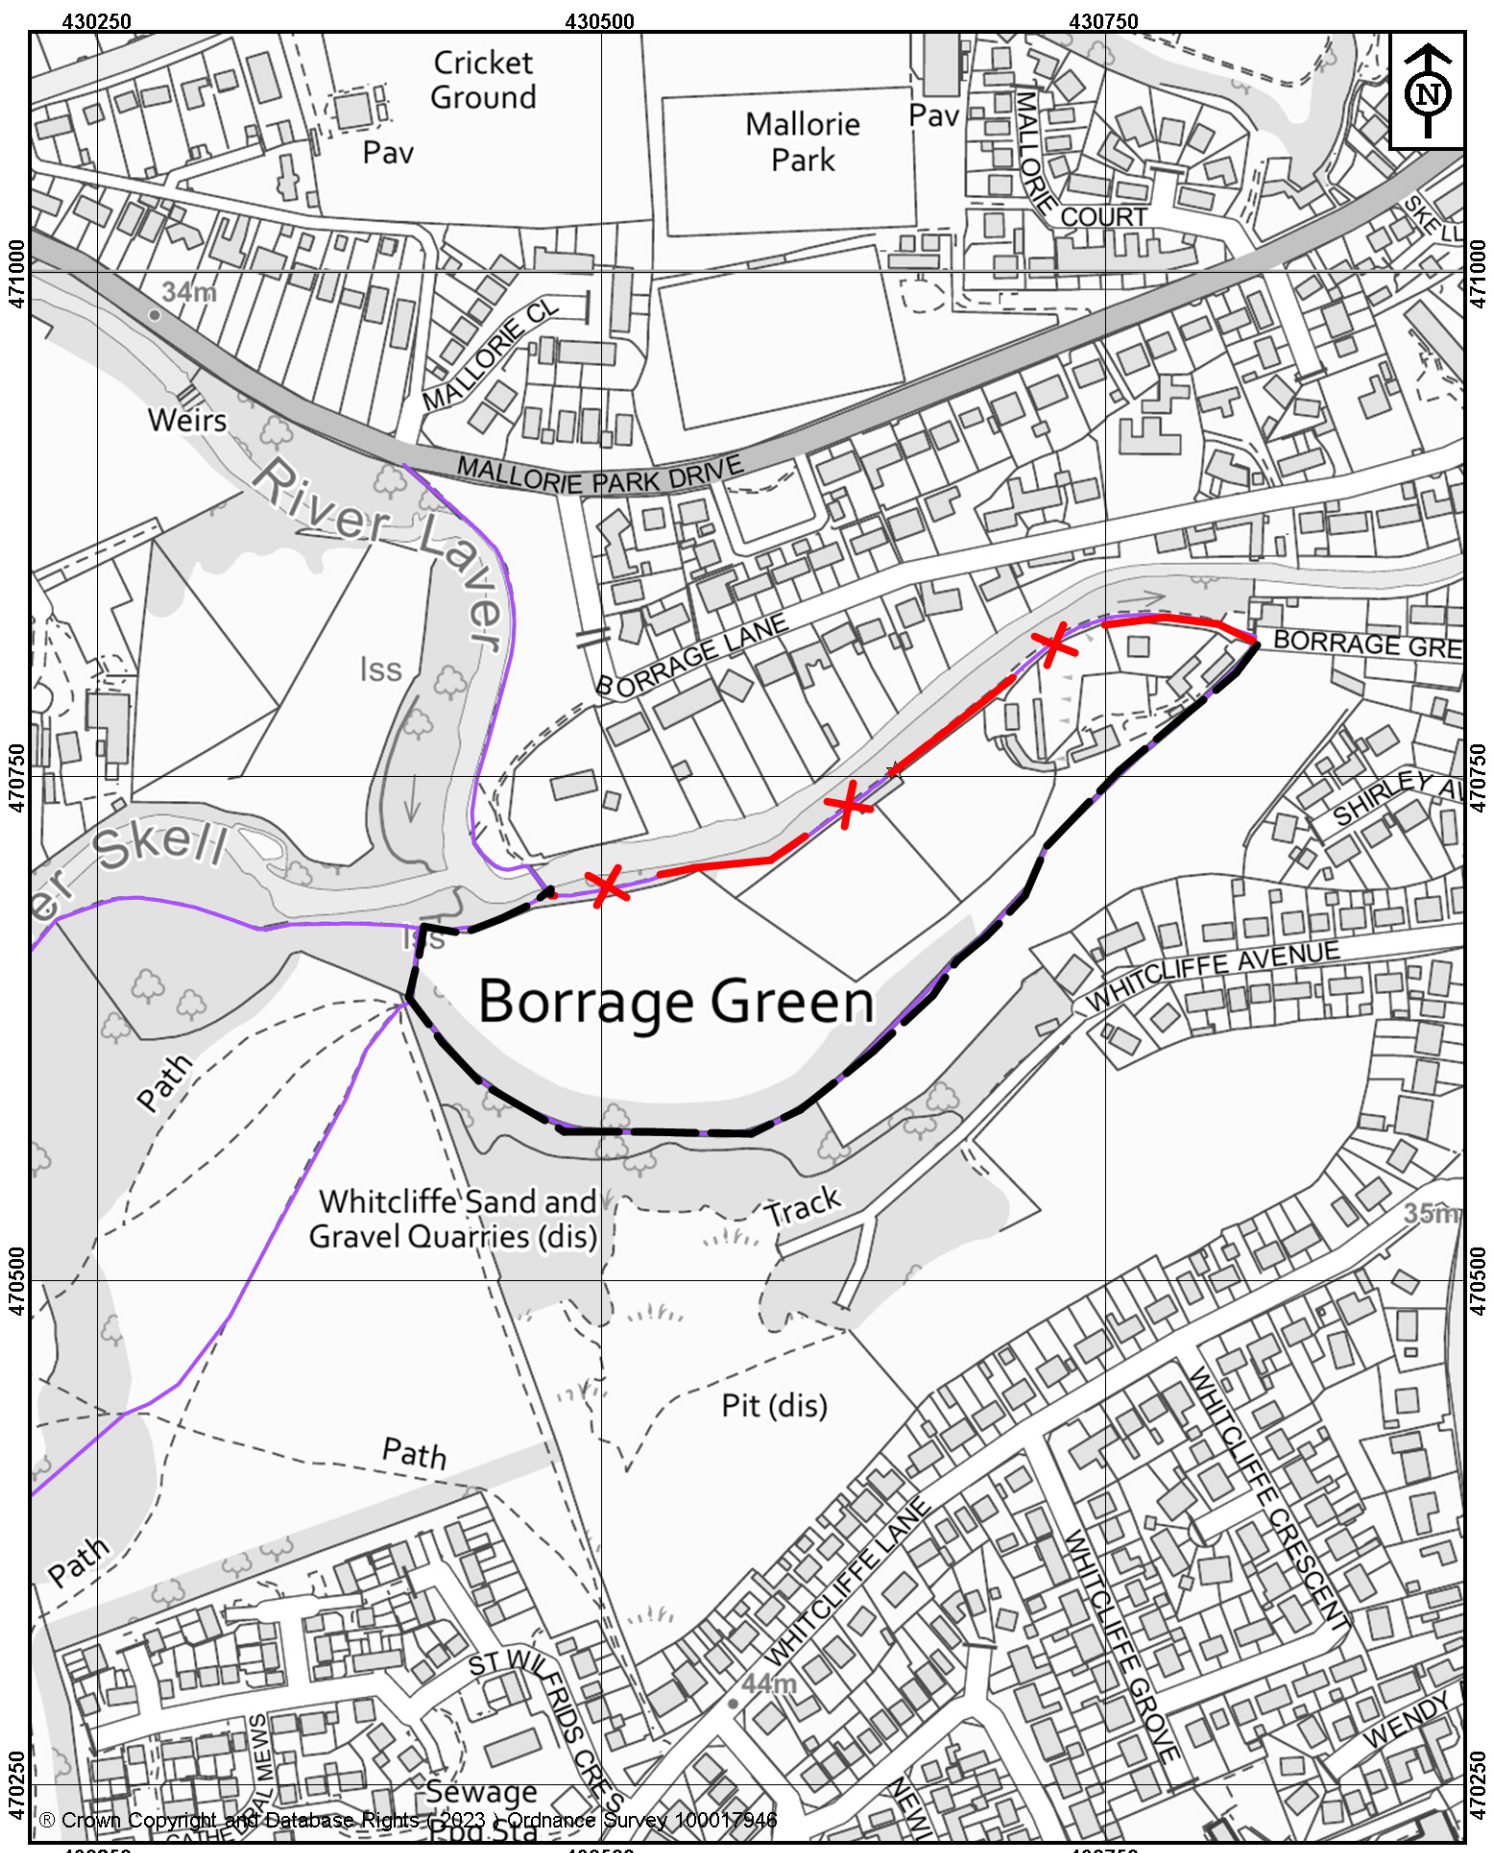 430250 430500 430750
Cricket
Ground
Mallorie
Park
Pav
Pav
N
MALLORIE
COURT
SKELL
471000
471000
34m
MALLORIE CL
Weirs
MALLORIE PARK DRIVE
River Laver
BORRAGE LANE
BORRAGE GRE
Iss
470750
470750
SHIRLEY AV
er Skell
Iss
WHITCLIFFE AVENUE
Borrage Green
Path
Whitcliffe Sand and
Gravel Quarries (dis)
Track
35m
470500
470500
Pit (dis)
WHITCLIFFE CRESCENT
Path
Path
WHITCLIFFE LANE
WHITCLIFFE GROVE
ST WILFRIDS CRES
44m
WENDY
470250
470250
NEWL
Sewage
Ppg Sta
® Crown Copyright and Database Rights ( 2023 ) Ordnance Survey 100017946